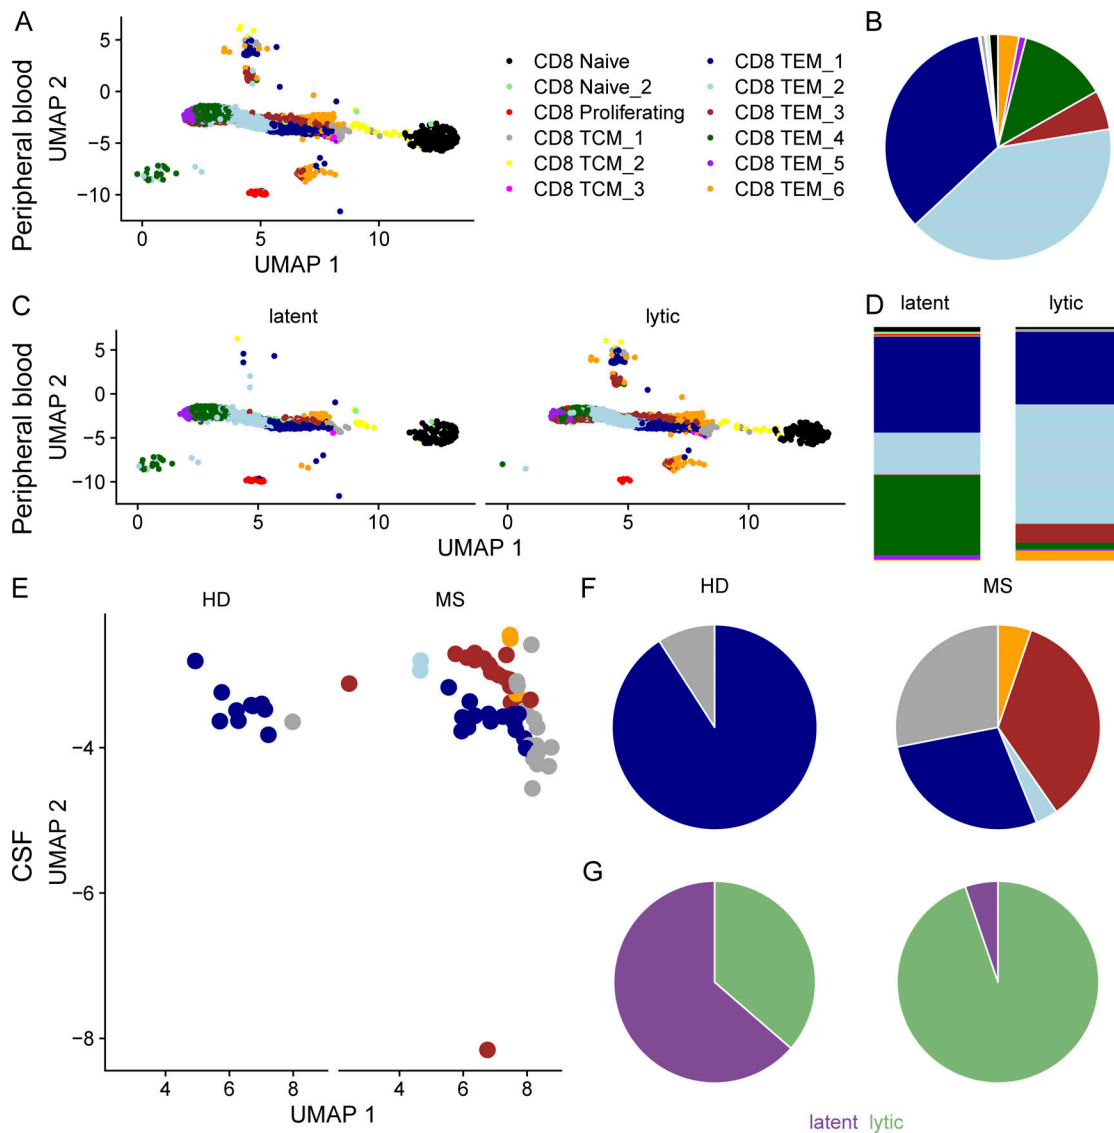 A
B
Peripheral blood
UMAP 2
5
0
−5
−10
0
5
10
UMAP 1
CD8 Naive
CD8 Naive_2
CD8 Proliferating
CD8 TCM_1
CD8 TCM_2
CD8 TCM_3
CD8 TEM_1
CD8 TEM_2
CD8 TEM_3
CD8 TEM_4
CD8 TEM_5
CD8 TEM_6
C
latent
lytic
Peripheral blood
UMAP 2
5
0
−5
−10
0
5
10
0
5
10
UMAP 1
D
latent
lytic
E
HD
MS
CSF
UMAP 2
−4
−6
−8
4
6
8
4
6
8
UMAP 1
F
HD
MS
G
latent lytic